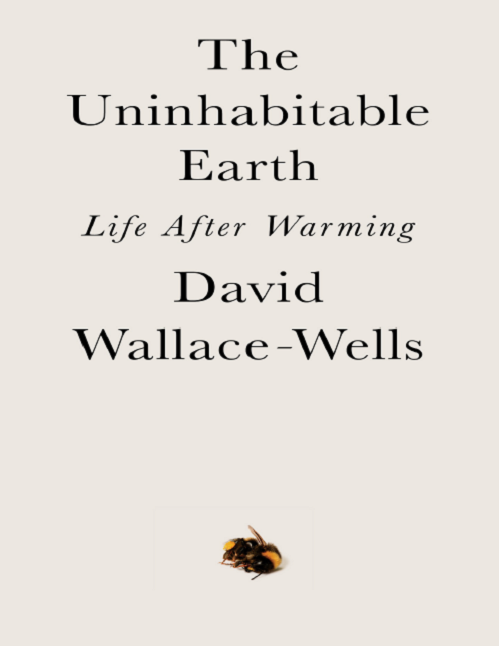 The
Uninhabitable
Earth
Life After Warming
David
Wallace-Wells